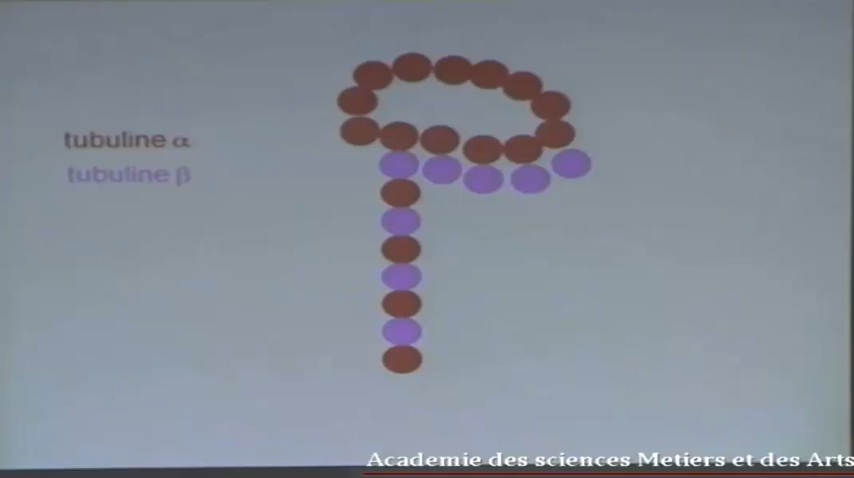 tubuline α
tubuline β
Academie des sciences Metiers et des Arts